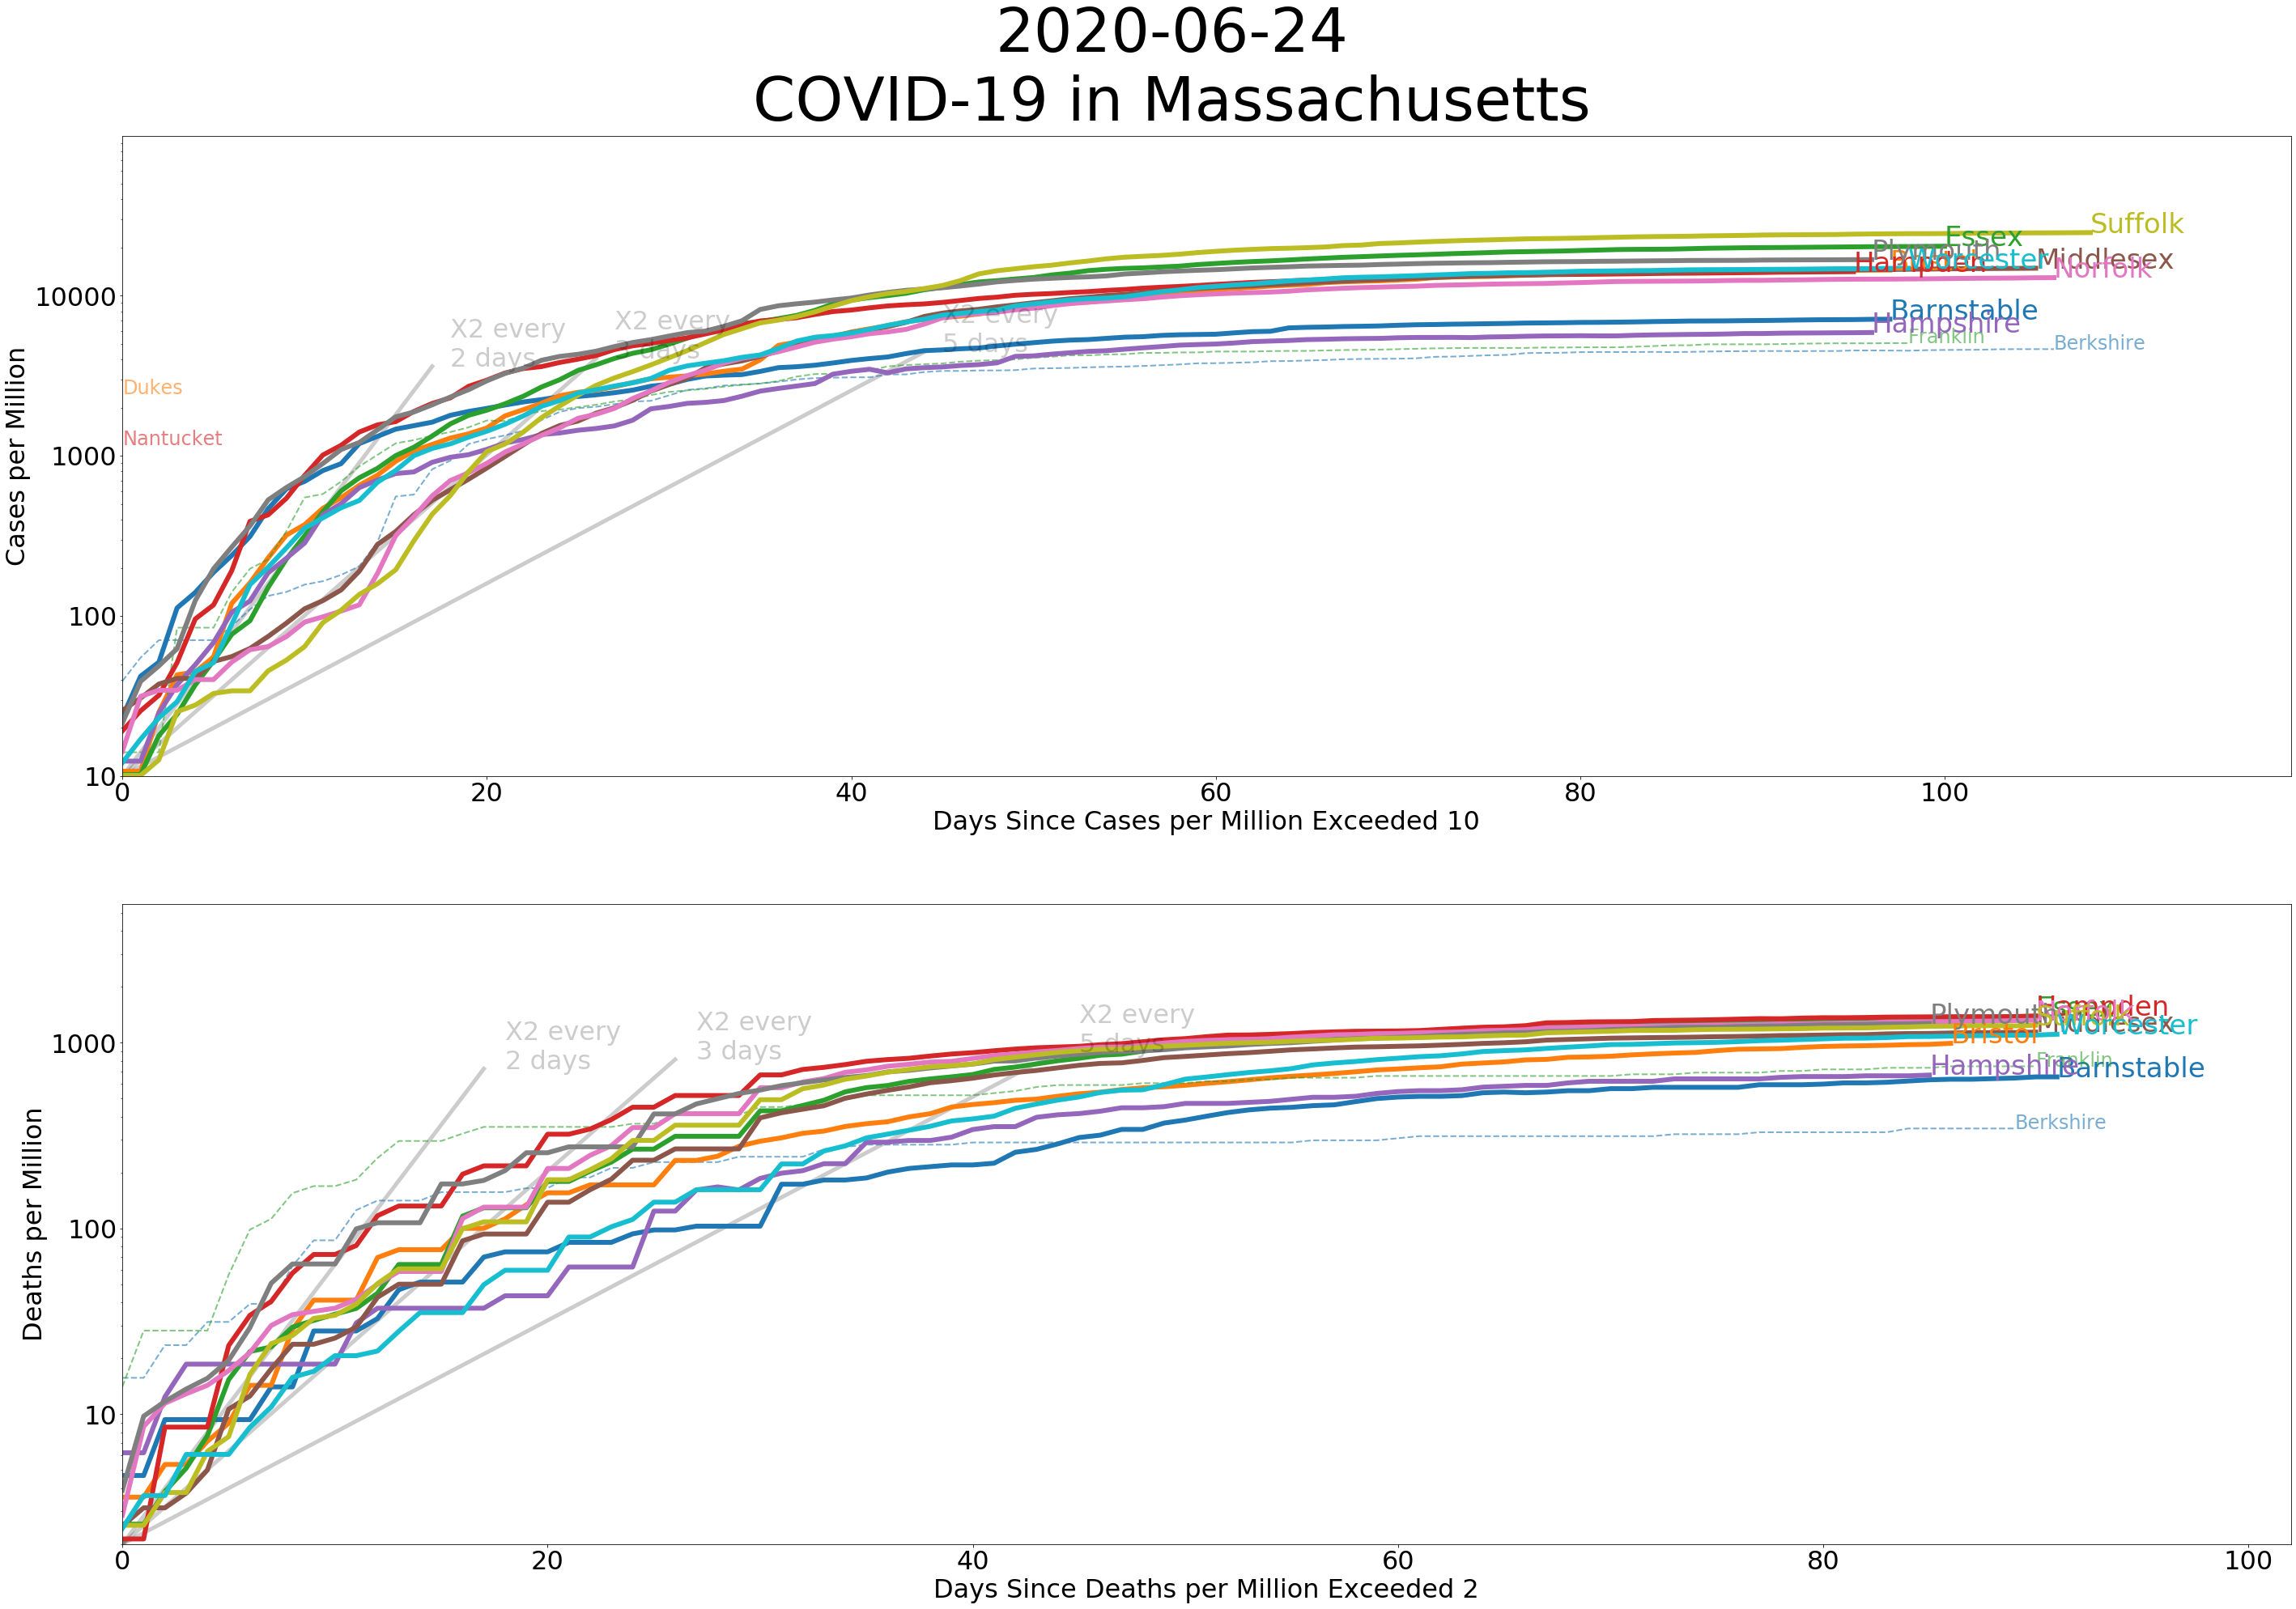 2020-06-24
COVID-19 in Massachusetts
Suffolk
Essex
Plymouth
Worcester
Middlesex
Hampden
Norfolk
Barnstable
Hampshire
Franklin
Berkshire
X2 every
2 days
X2 every
3 days
X2 every
5 days
Dukes
Nantucket
10000
1000
100
10
Cases per Million
0 20 40 60 80 100
Days Since Cases per Million Exceeded 10
Hampden
Essex
Suffolk
Plymouth
Middlesex
Worcester
Bristol
Franklin
Hampshire
Barnstable
Berkshire
X2 every
2 days
X2 every
3 days
X2 every
5 days
1000
100
10
Deaths per Million
0 20 40 60 80 100
Days Since Deaths per Million Exceeded 2